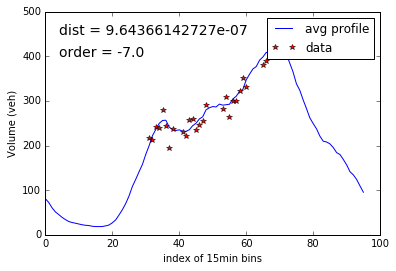 dist = 9.64366142727e-07
order = -7.0
avg profile
data
Volume (veh)
500
400
300
200
100
0
0 20 40 60 80 100
index of 15min bins